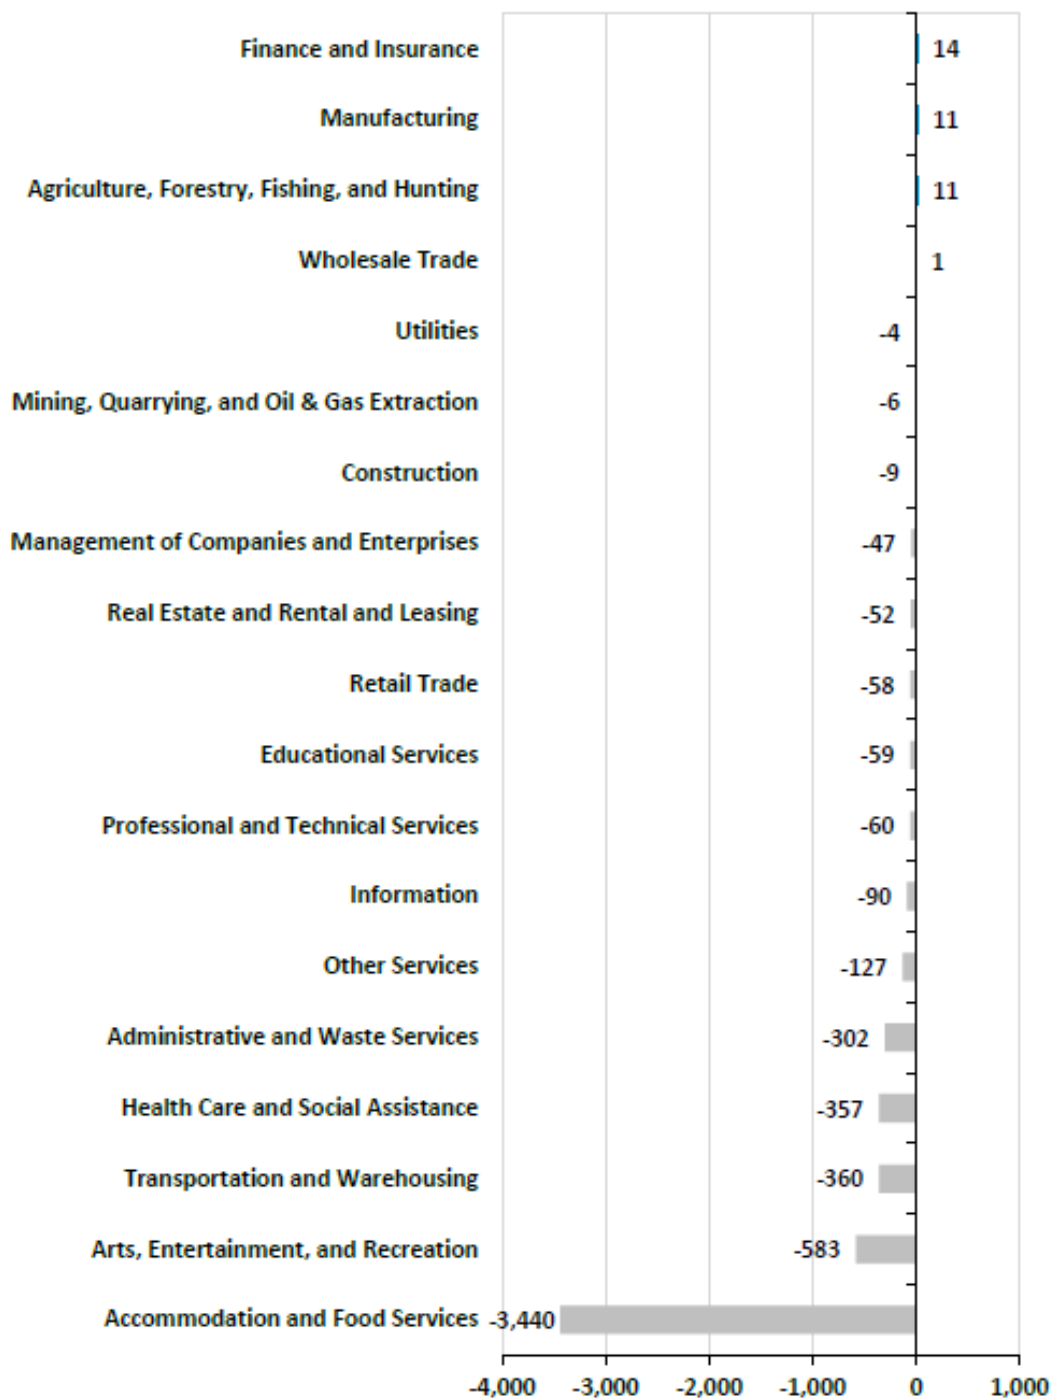 Finance and Insurance 14
Manufacturing 11
Agriculture, Forestry, Fishing, and Hunting 11
Wholesale Trade 1
Utilities -4
Mining, Quarrying, and Oil & Gas Extraction -6
Construction -9
Management of Companies and Enterprises -47
Real Estate and Rental and Leasing -52
Retail Trade -58
Educational Services -59
Professional and Technical Services -60
Information -90
Other Services -127
Administrative and Waste Services -302
Health Care and Social Assistance -357
Transportation and Warehousing -360
Arts, Entertainment, and Recreation -583
Accommodation and Food Services -3,440
-4,000 -3,000 -2,000 -1,000 0 1,000